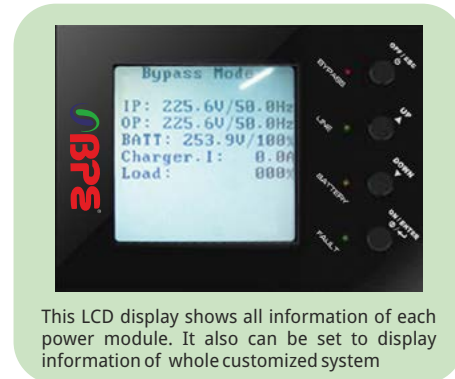 Bypass Mode
IP: 225.6V/50.0Hz
OP: 225.6V/50.0Hz
BATT: 253.9V/100%
Charger.I: 0.0A
Load: 000%
BPE
BYPASS
LINE
BATTERY
FAULT
OFF/ESC
UP
DOWN
ON/ENTER
This LCD display shows all information of each
power module. It also can be set to display
information of whole customized system